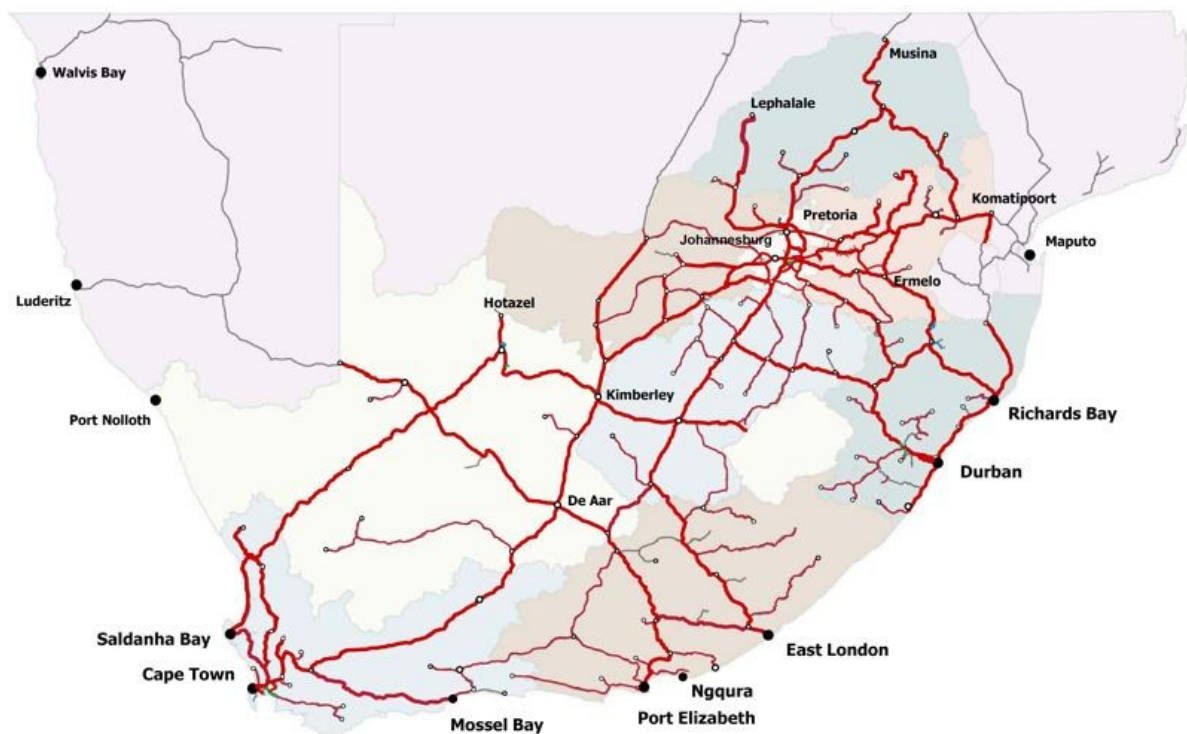 Musina
Walvis Bay
Lephalale
Komatipoort
Pretoria
Johannesburg
Maputo
Ermelo
Luderitz
Hotazel
Kimberley
Port Nolloth
Richards Bay
Durban
De Aar
Saldanha Bay
East London
Cape Town
Ngqura
Port Elizabeth
Mossel Bay